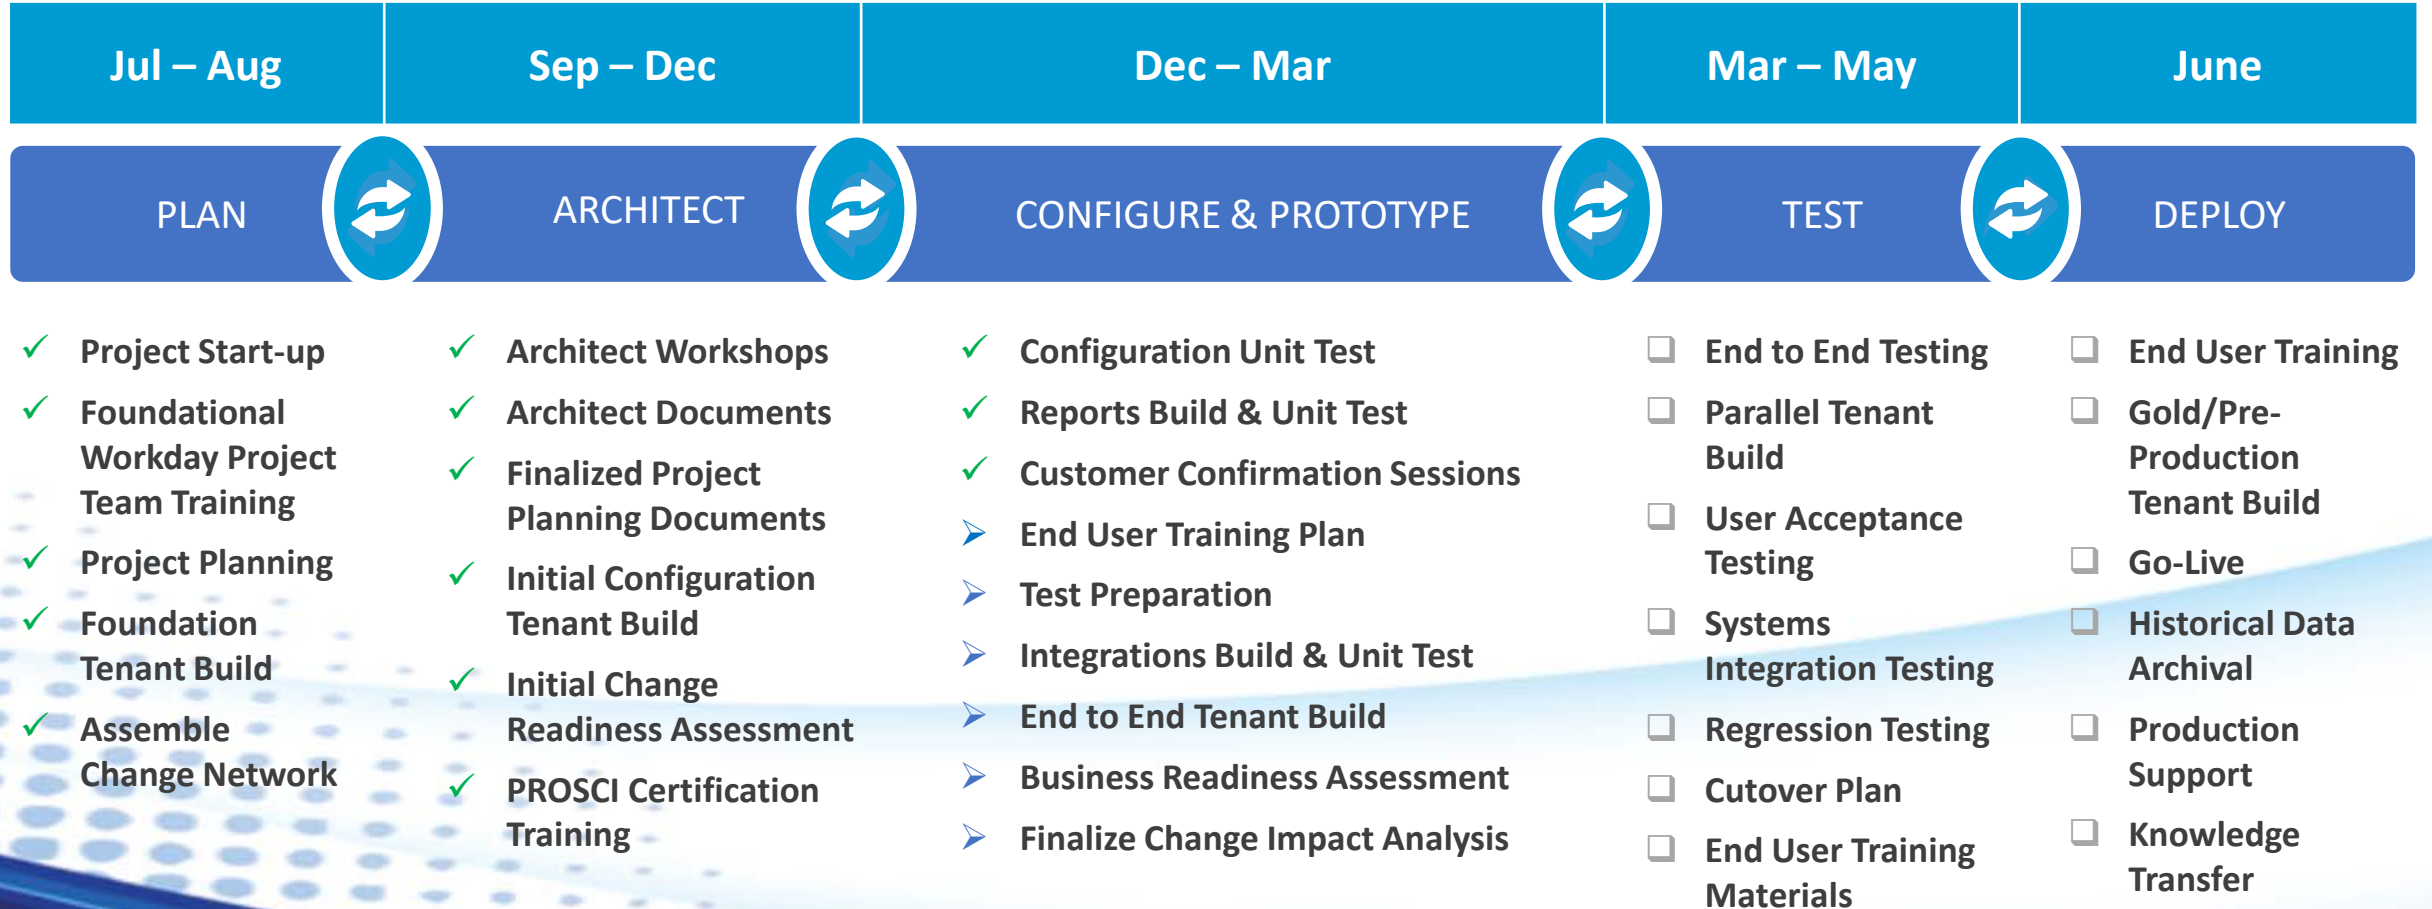 Jul – Aug
Sep – Dec
Dec – Mar
Mar – May
June
PLAN
ARCHITECT
CONFIGURE & PROTOTYPE
TEST
DEPLOY
Project Start-up
Foundational
Workday Project
Team Training
Project Planning
Foundation
Tenant Build
Assemble
Change Network
Architect Workshops
Architect Documents
Finalized Project
Planning Documents
Initial Configuration
Tenant Build
Initial Change
Readiness Assessment
PROSCI Certification
Training
Configuration Unit Test
Reports Build & Unit Test
Customer Confirmation Sessions
End User Training Plan
Test Preparation
Integrations Build & Unit Test
End to End Tenant Build
Business Readiness Assessment
Finalize Change Impact Analysis
End to End Testing
Parallel Tenant
Build
User Acceptance
Testing
Systems
Integration Testing
Regression Testing
Cutover Plan
End User Training
Materials
End User Training
Gold/Pre-
Production
Tenant Build
Go-Live
Historical Data
Archival
Production
Support
Knowledge
Transfer